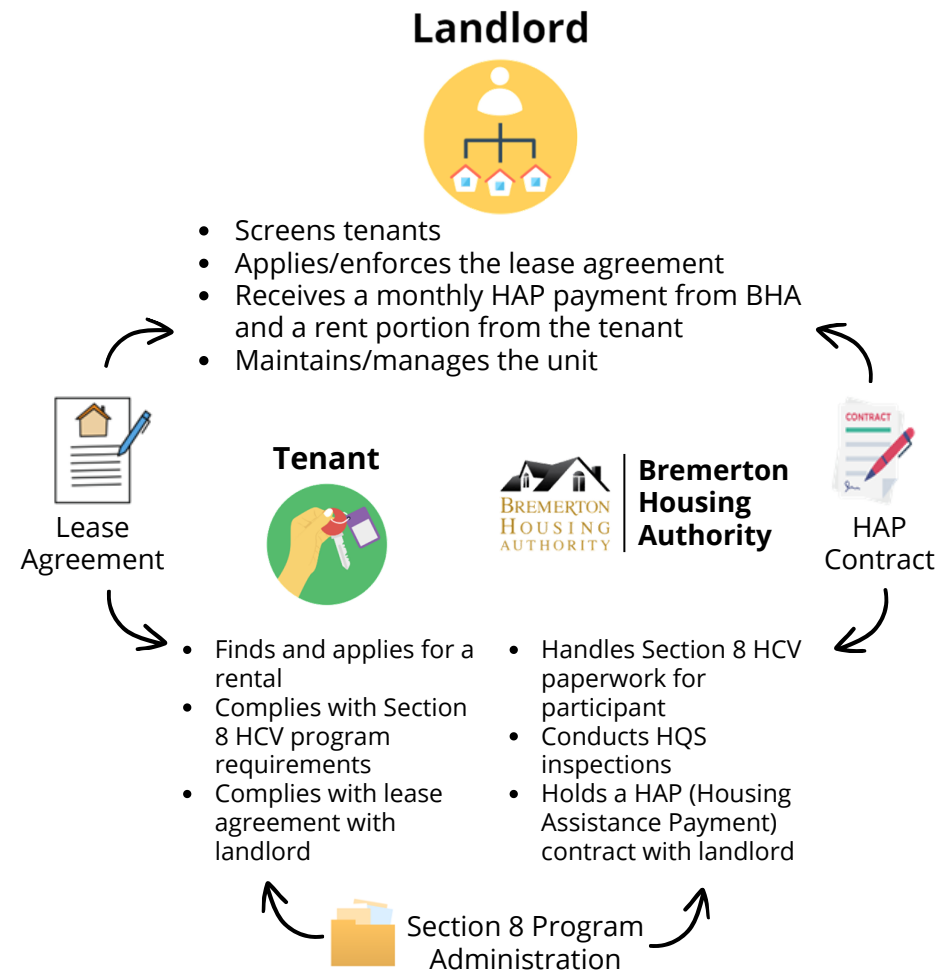 Landlord
• Screens tenants
• Applies/enforces the lease agreement
• Receives a monthly HAP payment from BHA
and a rent portion from the tenant
• Maintains/manages the unit
Lease
Agreement
Tenant
BREMERTON
HOUSING
AUTHORITY
Bremerton
Housing
Authority
CONTRACT
HAP
Contract
• Finds and applies for a
rental
• Complies with Section
8 HCV program
requirements
• Complies with lease
agreement with
landlord
• Handles Section 8 HCV
paperwork for
participant
• Conducts HQS
inspections
• Holds a HAP (Housing
Assistance Payment)
contract with landlord
Section 8 Program
Administration